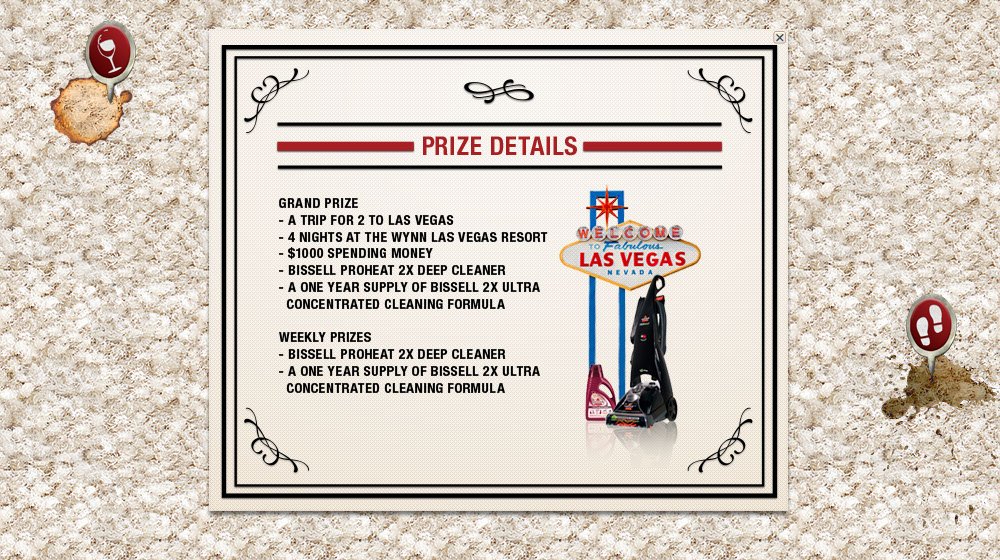 PRIZE DETAILS
GRAND PRIZE
- A TRIP FOR 2 TO LAS VEGAS
- 4 NIGHTS AT THE WYNN LAS VEGAS RESORT
- $1000 SPENDING MONEY
- BISSELL PROHEAT 2X DEEP CLEANER
- A ONE YEAR SUPPLY OF BISSELL 2X ULTRA
CONCENTRATED CLEANING FORMULA
WEEKLY PRIZES
- BISSELL PROHEAT 2X DEEP CLEANER
- A ONE YEAR SUPPLY OF BISSELL 2X ULTRA
CONCENTRATED CLEANING FORMULA
WELCOME
TO Fabulous
LAS VEGAS
NEVADA